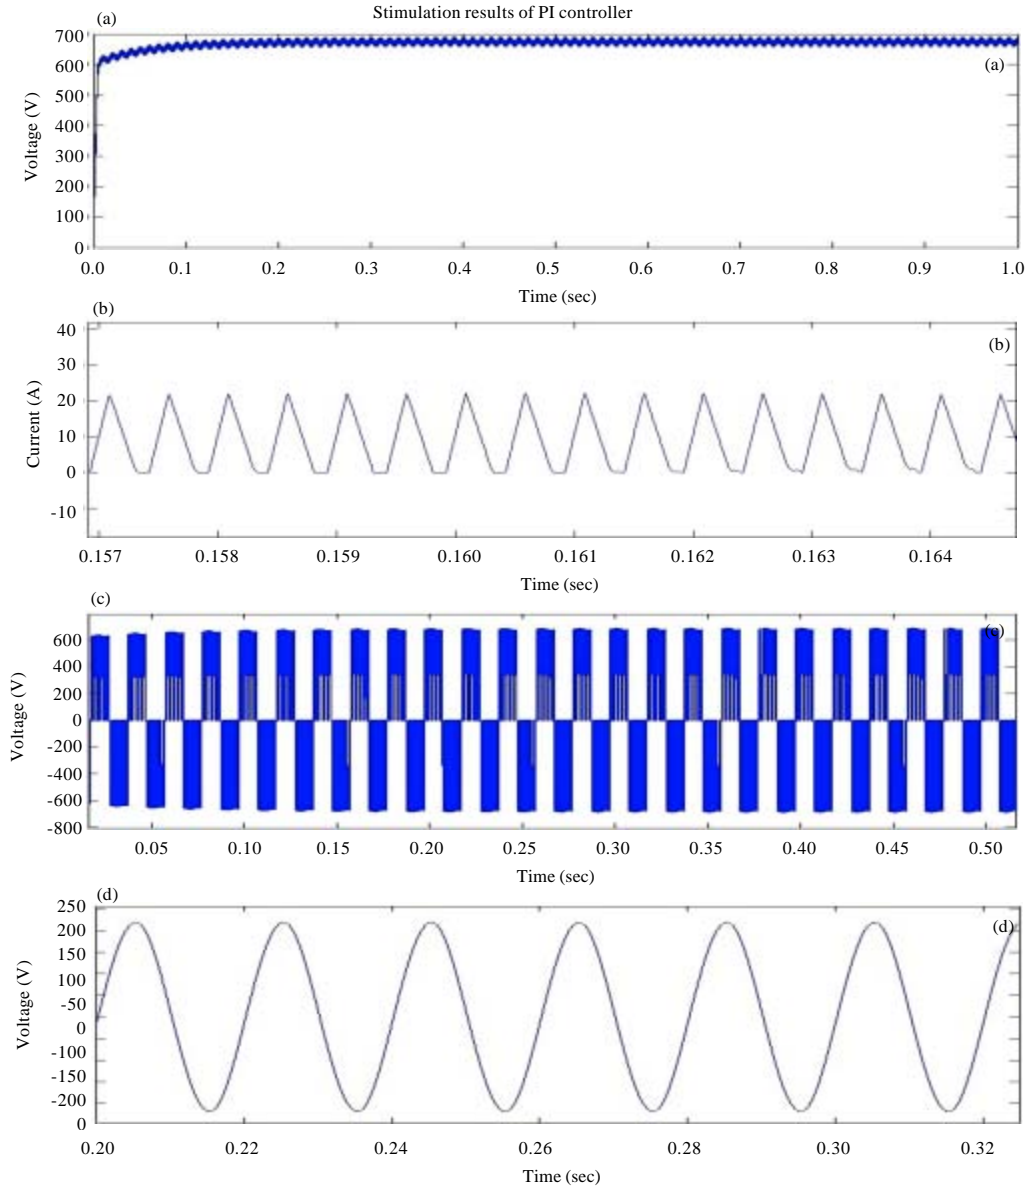 Stimulation results of PI controller
(a)
700
600
500
400
300
200
100
0
Voltage (V)
(a)
0.0 0.1 0.2 0.3 0.4 0.5 0.6 0.7 0.8 0.9 1.0
Time (sec)
(b)
40
30
20
10
0
-10
Current (A)
(b)
0.157 0.158 0.159 0.160 0.161 0.162 0.163 0.164
Time (sec)
(c)
600
400
200
0
-200
-400
-600
-800
Voltage (V)
(c)
0.05 0.10 0.15 0.20 0.25 0.30 0.35 0.40 0.45 0.50
Time (sec)
(d)
250
200
150
100
-50
0
-100
-150
-200
0
Voltage (V)
(d)
0.20 0.22 0.24 0.26 0.28 0.30 0.32
Time (sec)